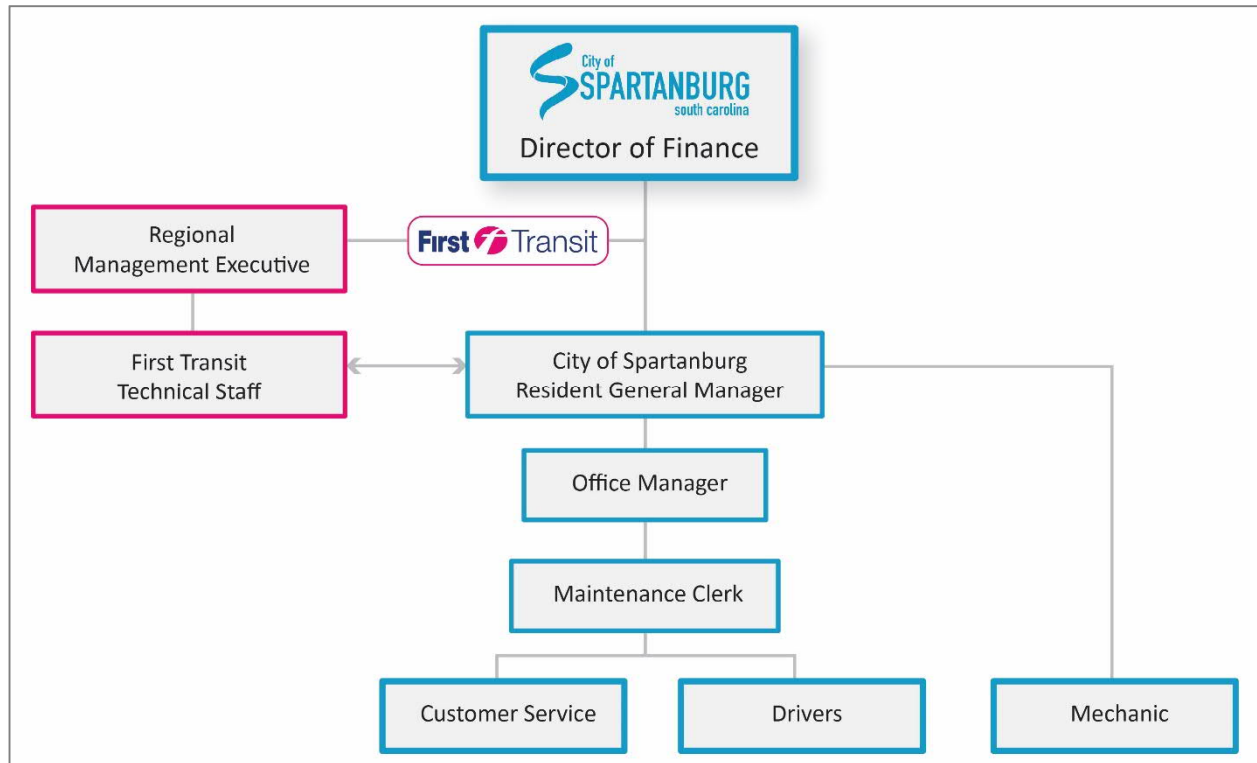 City of
SPARTANBURG
south carolina
Director of Finance
Regional
Management Executive
First Transit
First Transit
Technical Staff
City of Spartanburg
Resident General Manager
Office Manager
Maintenance Clerk
Customer Service
Drivers
Mechanic